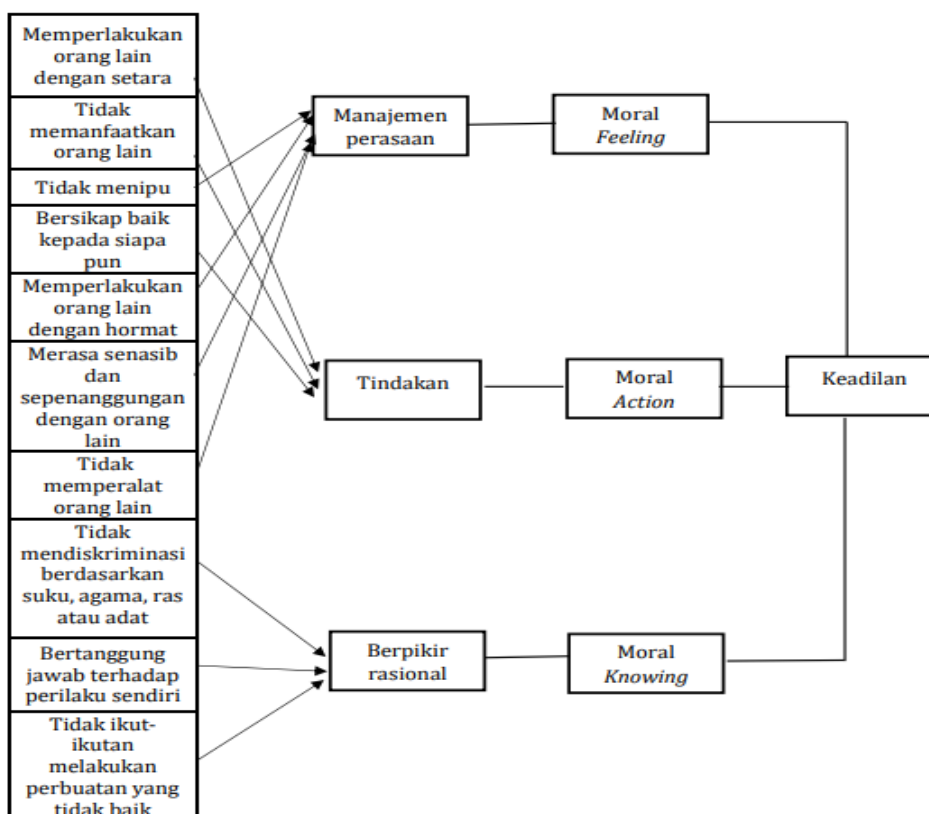 Memperlakukan
orang lain
dengan setara
Tidak
memanfaatkan
orang lain
Tidak menipu
Bersikap baik
kepada siapa
pun
Memperlakukan
orang lain
dengan hormat
Merasa senasib
dan
sepenanggungan
dengan orang
lain
Tidak
memperalat
orang lain
Tidak
mendiskriminasi
berdasarkan
suku, agama, ras
atau adat
Bertanggung
jawab terhadap
perilaku sendiri
Tidak ikut-
ikutan
melakukan
perbuatan yang
tidak baik
Manajemen
perasaan
Moral
Feeling
Tindakan
Moral
Action
Keadilan
Berpikir
rasional
Moral
Knowing